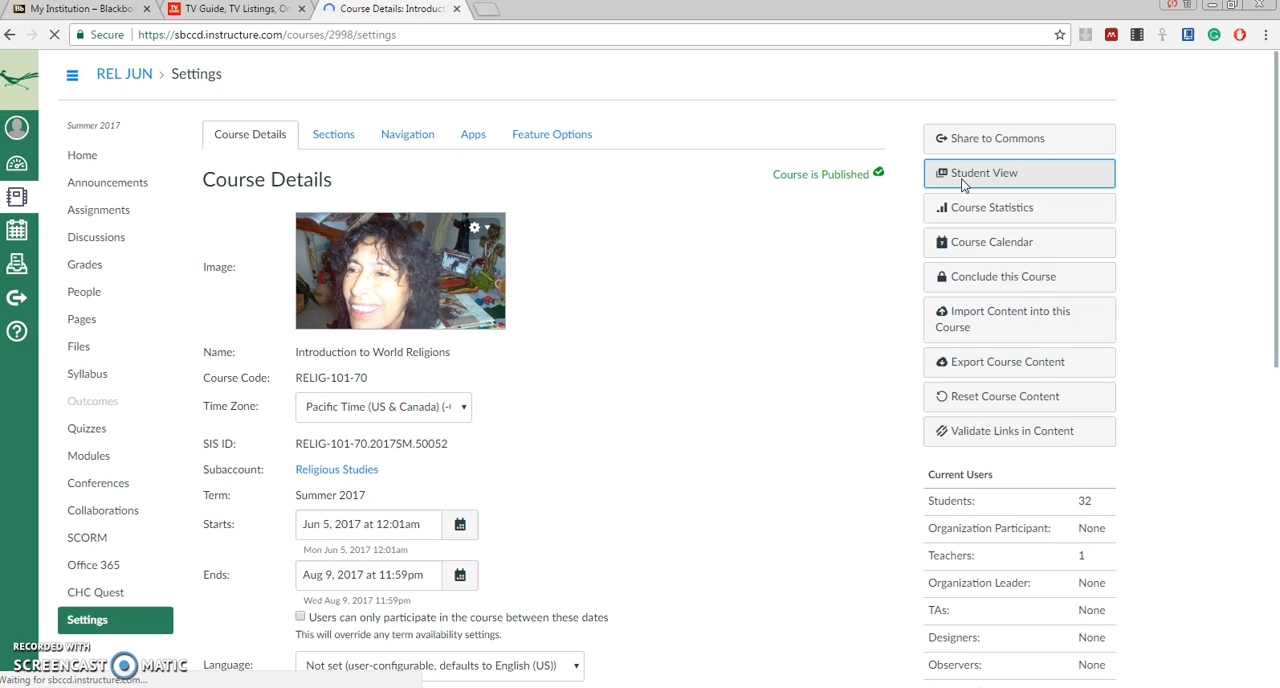 My Institution – Blackboa
TV Guide, TV Listings, On
Course Details: Introduct
Secure
https://sbccd.instructure.com/courses/2998/settings
REL JUN > Settings
Summer 2017
Home
Announcements
Assignments
Discussions
Grades
People
Pages
Files
Syllabus
Outcomes
Quizzes
Modules
Conferences
Collaborations
SCORM
Office 365
CHC Quest
Settings
Course Details
Sections
Navigation
Apps
Feature Options
Course Details
Course is Published
Image:
Name: Introduction to World Religions
Course Code: RELIG-101-70
Time Zone: Pacific Time (US & Canada) (-
SIS ID: RELIG-101-70.2017SM.50052
Subaccount: Religious Studies
Term: Summer 2017
Starts: Jun 5, 2017 at 12:01am
Mon Jun 5, 2017 12:01am
Ends: Aug 9, 2017 at 11:59pm
Wed Aug 9, 2017 11:59pm
Users can only participate in the course between these dates
This will override any term availability settings.
Language: Not set (user-configurable, defaults to English (US))
Share to Commons
Student View
Course Statistics
Course Calendar
Conclude this Course
Import Content into this
Course
Export Course Content
Reset Course Content
Validate Links in Content
Current Users
Students: 32
Organization Participant: None
Teachers: 1
Organization Leader: None
TAs: None
Designers: None
Observers: None
RECORDED WITH
SCREENCAST MATIC
Waiting for sbccd.instructure.com...